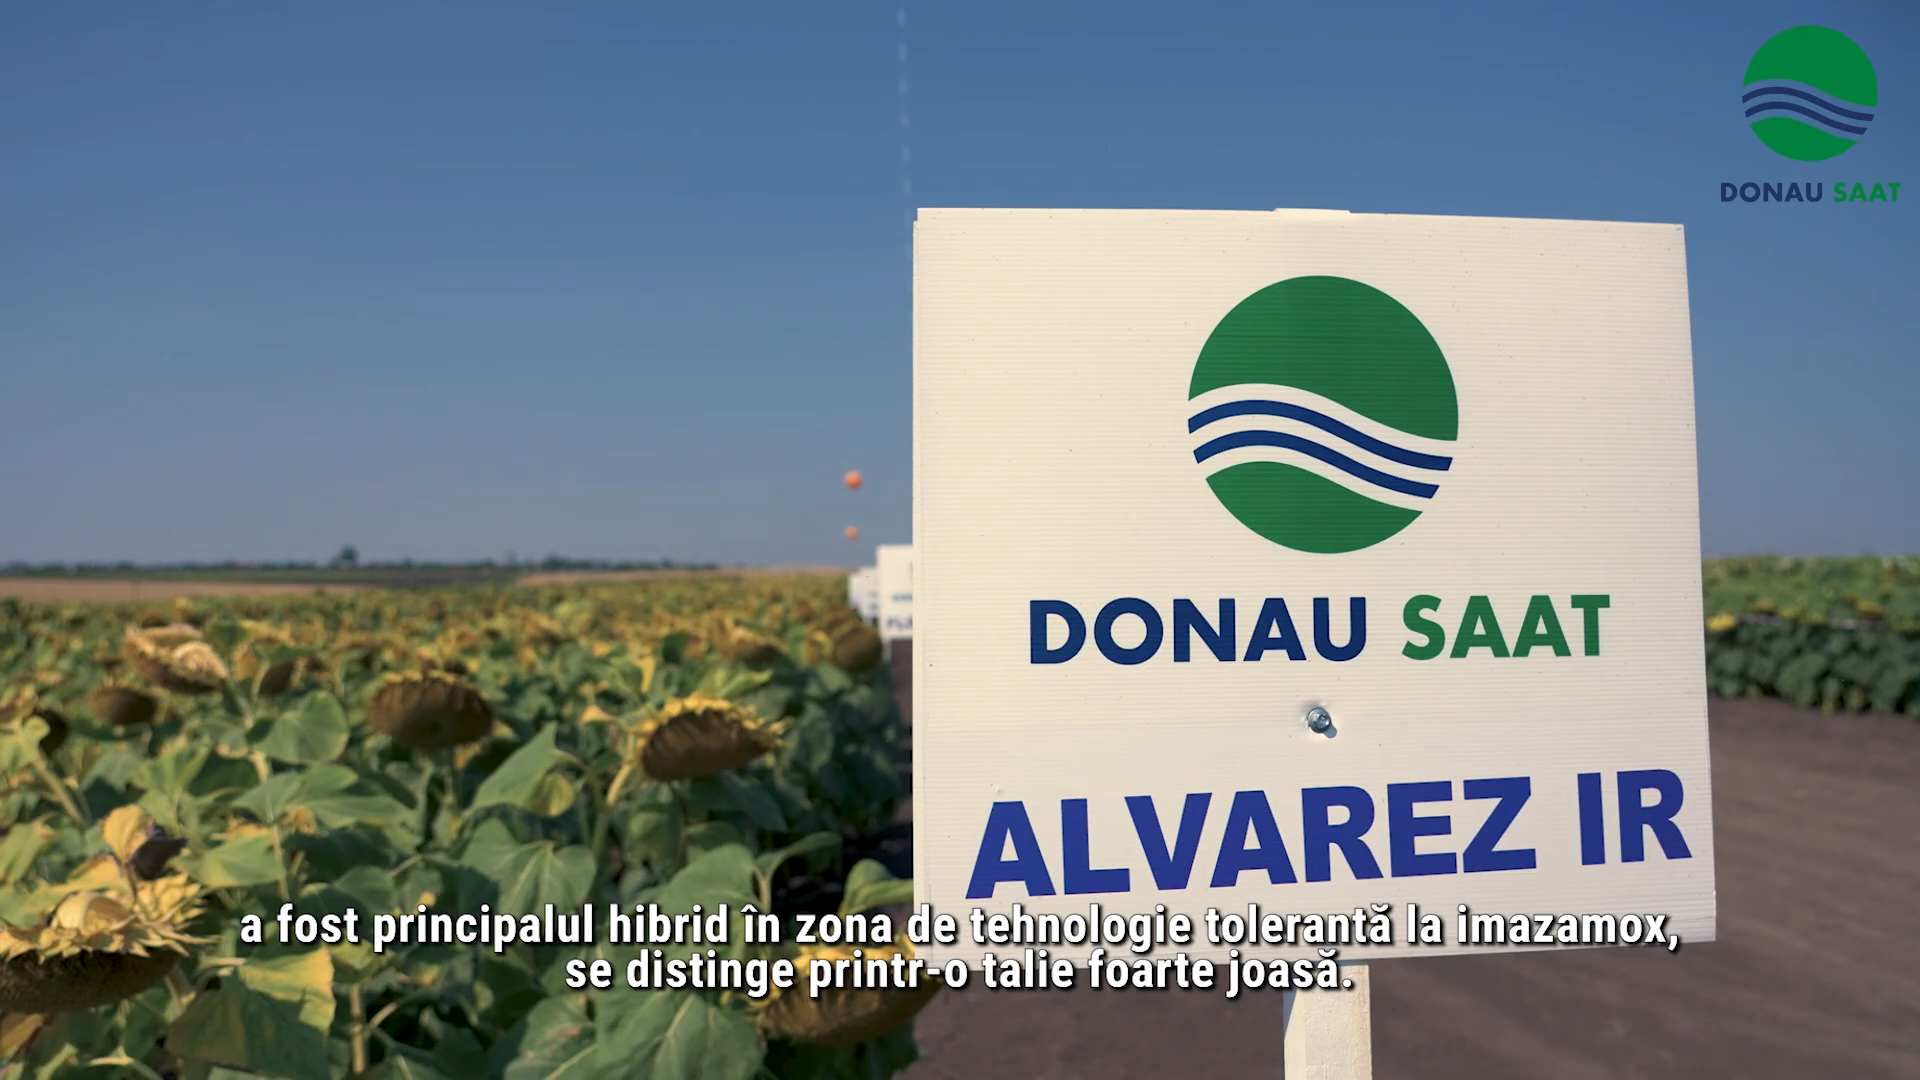 DONAU SAAT
DONAU SAAT
ALVAREZ IR
a fost principalul hibrid în zona de tehnologie tolerantă la imazamox,
se distinge printr-o talie foarte joasă.